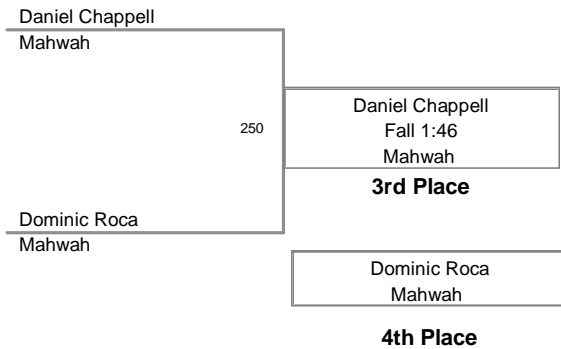 Daniel Chappell
Mahwah
250
Daniel Chappell
Fall 1:46
Mahwah
3rd Place
Dominic Roca
Mahwah
Dominic Roca
Mahwah
4th Place